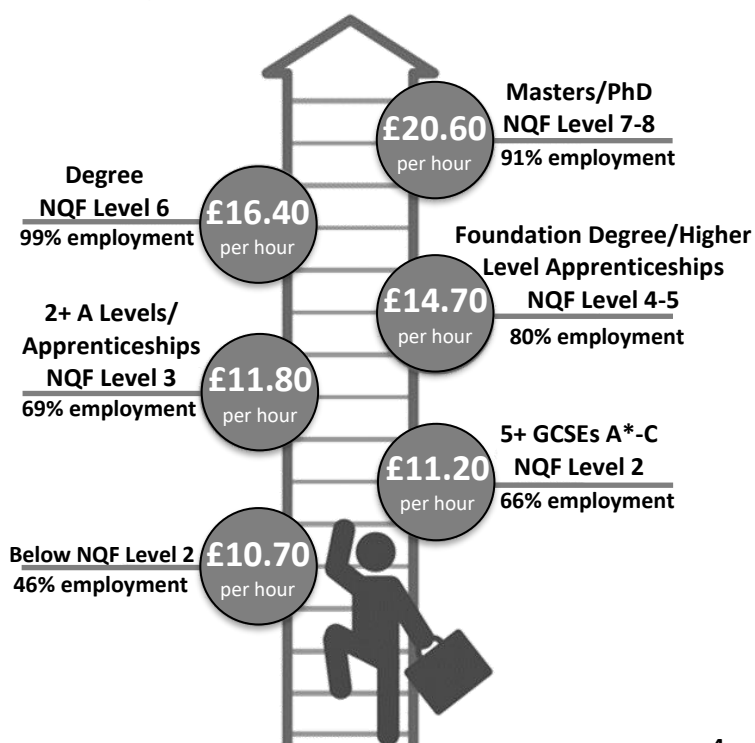 Masters/PhD
NQF Level 7-8
£20.60
per hour
91% employment
Degree
NQF Level 6
£16.40
per hour
99% employment
Foundation Degree/Higher
Level Apprenticeships
NQF Level 4-5
£14.70
per hour
80% employment
2+ A Levels/
Apprenticeships
NQF Level 3
£11.80
per hour
69% employment
5+ GCSEs A*-C
NQF Level 2
£11.20
per hour
66% employment
Below NQF Level 2
£10.70
per hour
46% employment